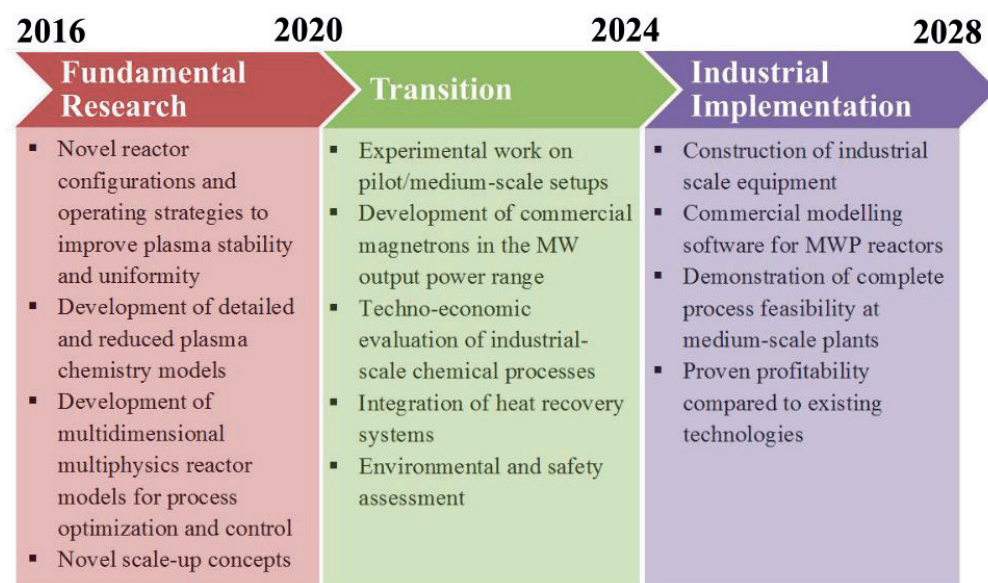 2016 2020 2024 2028
Fundamental
Research
▪ Novel reactor
configurations and
operating strategies to
improve plasma stability
and uniformity
▪ Development of detailed
and reduced plasma
chemistry models
▪ Development of
multidimensional
multiphysics reactor
models for process
optimization and control
▪ Novel scale-up concepts
Transition
▪ Experimental work on
pilot/medium-scale setups
▪ Development of commercial
magnetrons in the MW
output power range
▪ Techno-economic
evaluation of industrial-
scale chemical processes
▪ Integration of heat recovery
systems
▪ Environmental and safety
assessment
Industrial
Implementation
▪ Construction of industrial
scale equipment
▪ Commercial modelling
software for MWP reactors
▪ Demonstration of complete
process feasibility at
medium-scale plants
▪ Proven profitability
compared to existing
technologies